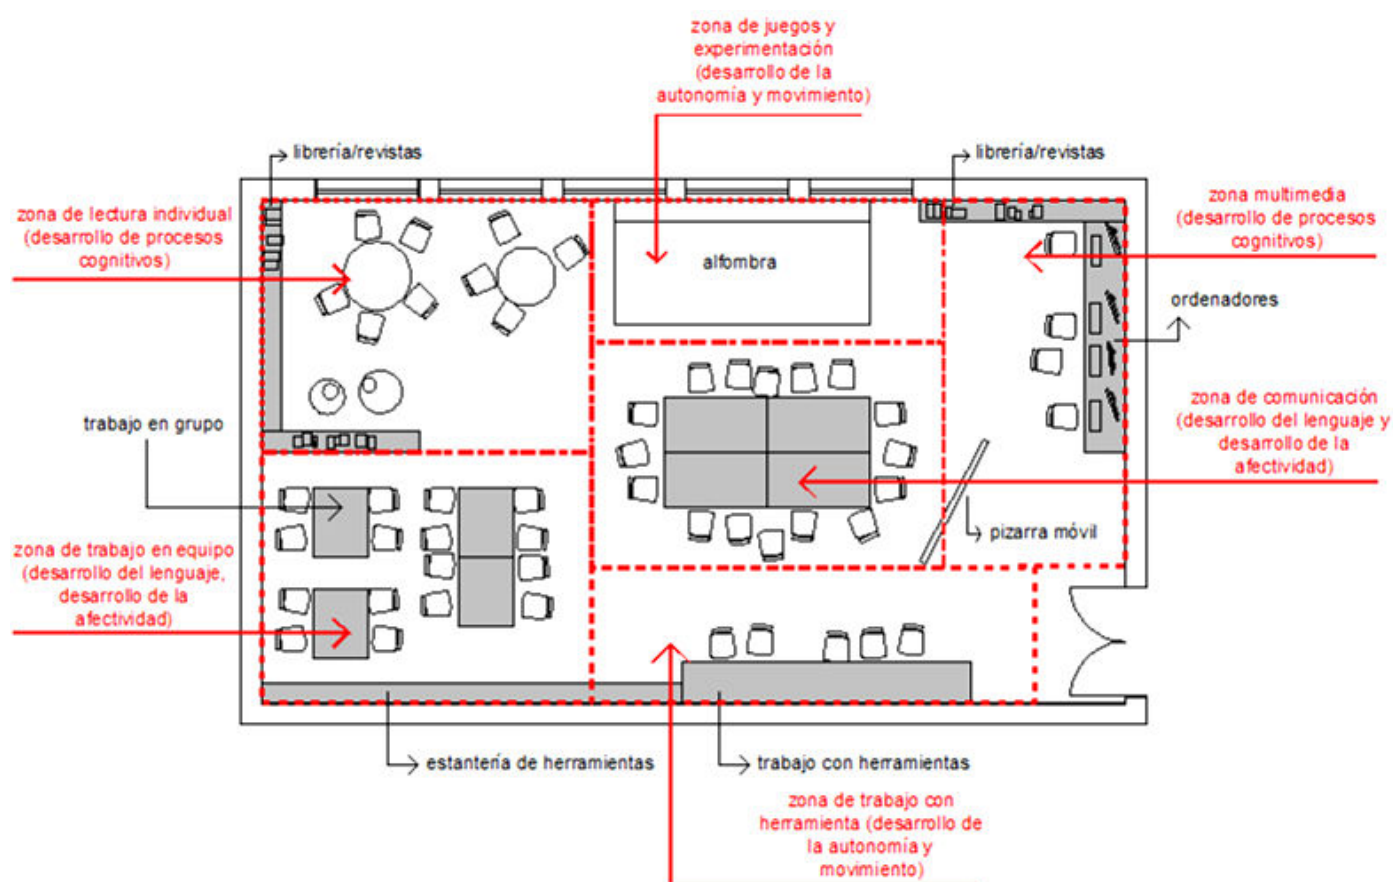 zona de juegos y
experimentación
(desarrollo de la
autonomía y movimiento)
librería/revistas
librería/revistas
zona de lectura individual
(desarrollo de procesos
cognitivos)
zona multimedia
(desarrollo de procesos
cognitivos)
alfombra
ordenadores
trabajo en grupo
zona de comunicación
(desarrollo del lenguaje y
desarrollo de la
afectividad)
pizarra móvil
zona de trabajo en equipo
(desarrollo del lenguaje,
desarrollo de la
afectividad)
estantería de herramientas
trabajo con herramientas
zona de trabajo con
herramienta (desarrollo de
la autonomía y
movimiento)